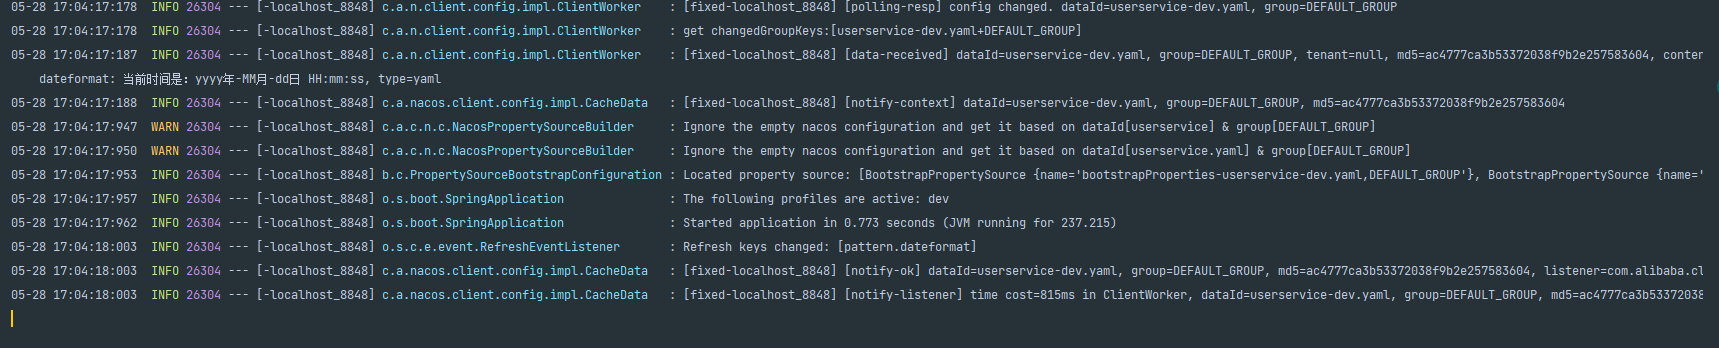 05-28 17:04:17:178  INFO 26304 --- [-localhost_8848] c.a.n.client.config.impl.ClientWorker    : [fixed-localhost_8848] [polling-resp] config changed. dataId=userservice-dev.yaml, group=DEFAULT_GROUP
05-28 17:04:17:178  INFO 26304 --- [-localhost_8848] c.a.n.client.config.impl.ClientWorker    : get changedGroupKeys:[userservice-dev.yaml+DEFAULT_GROUP]
05-28 17:04:17:187  INFO 26304 --- [-localhost_8848] c.a.n.client.config.impl.ClientWorker    : [fixed-localhost_8848] [data-received] dataId=userservice-dev.yaml, group=DEFAULT_GROUP, tenant=null, md5=ac4777ca3b53372038f9b2e257583604, conten
    dateformat: 当前时间是: yyyy年-MM月-dd日 HH:mm:ss, type=yaml
05-28 17:04:17:188  INFO 26304 --- [-localhost_8848] c.a.nacos.client.config.impl.CacheData   : [fixed-localhost_8848] [notify-context] dataId=userservice-dev.yaml, group=DEFAULT_GROUP, md5=ac4777ca3b53372038f9b2e257583604
05-28 17:04:17:947  WARN 26304 --- [-localhost_8848] c.a.c.n.c.NacosPropertySourceBuilder     : Ignore the empty nacos configuration and get it based on dataId[userservice] & group[DEFAULT_GROUP]
05-28 17:04:17:950  WARN 26304 --- [-localhost_8848] c.a.c.n.c.NacosPropertySourceBuilder     : Ignore the empty nacos configuration and get it based on dataId[userservice.yaml] & group[DEFAULT_GROUP]
05-28 17:04:17:953  INFO 26304 --- [-localhost_8848] b.c.PropertySourceBootstrapConfiguration : Located property source: [BootstrapPropertySource {name='bootstrapProperties-userservice-dev.yaml,DEFAULT_GROUP'}, BootstrapPropertySource {name='
05-28 17:04:17:957  INFO 26304 --- [-localhost_8848] o.s.boot.SpringApplication               : The following profiles are active: dev
05-28 17:04:17:962  INFO 26304 --- [-localhost_8848] o.s.boot.SpringApplication               : Started application in 0.773 seconds (JVM running for 237.215)
05-28 17:04:18:003  INFO 26304 --- [-localhost_8848] o.s.c.e.event.RefreshEventListener       : Refresh keys changed: [pattern.dateformat]
05-28 17:04:18:003  INFO 26304 --- [-localhost_8848] c.a.nacos.client.config.impl.CacheData   : [fixed-localhost_8848] [notify-ok] dataId=userservice-dev.yaml, group=DEFAULT_GROUP, md5=ac4777ca3b53372038f9b2e257583604, listener=com.alibaba.cl
05-28 17:04:18:003  INFO 26304 --- [-localhost_8848] c.a.nacos.client.config.impl.CacheData   : [fixed-localhost_8848] [notify-listener] time cost=815ms in ClientWorker, dataId=userservice-dev.yaml, group=DEFAULT_GROUP, md5=ac4777ca3b53372038